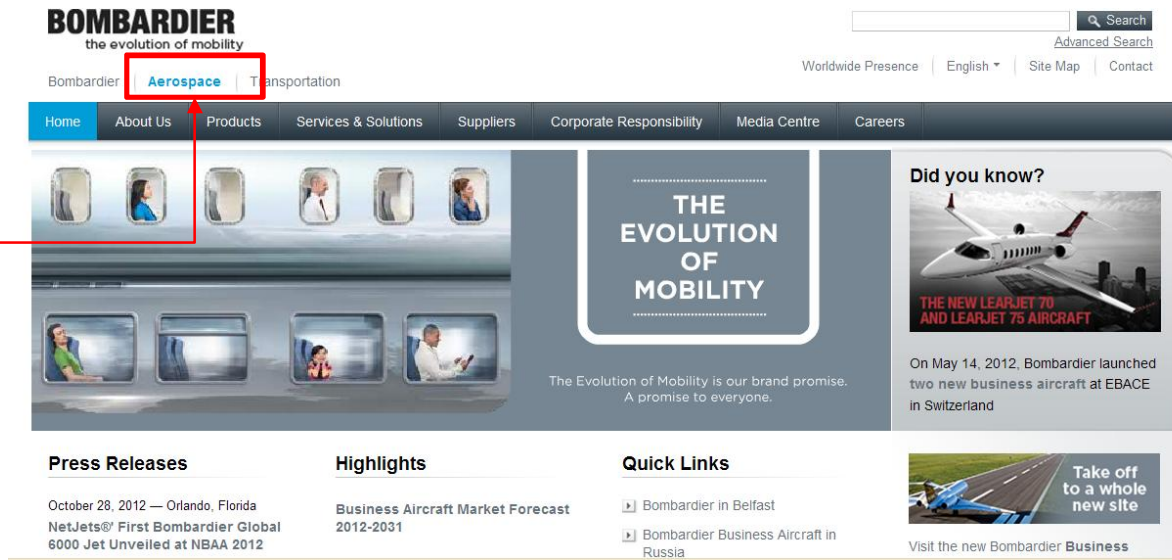 BOMBARDIER
the evolution of mobility
Search
Advanced Search
Worldwide Presence English Site Map Contact
Bombardier Aerospace Transportation
Home About Us Products Services & Solutions Suppliers Corporate Responsibility Media Centre Careers
THE
EVOLUTION
OF
MOBILITY
The Evolution of Mobility is our brand promise.
A promise to everyone.
Did you know?
THE NEW LEARJET 70
AND LEARJET 75 AIRCRAFT
On May 14, 2012, Bombardier launched
two new business aircraft at EBACE
in Switzerland
Press Releases
October 28, 2012 — Orlando, Florida
NetJets®' First Bombardier Global
6000 Jet Unveiled at NBAA 2012
Highlights
Business Aircraft Market Forecast
2012-2031
Quick Links
Bombardier in Belfast
Bombardier Business Aircraft in
Russia
Take off
to a whole
new site
Visit the new Bombardier Business